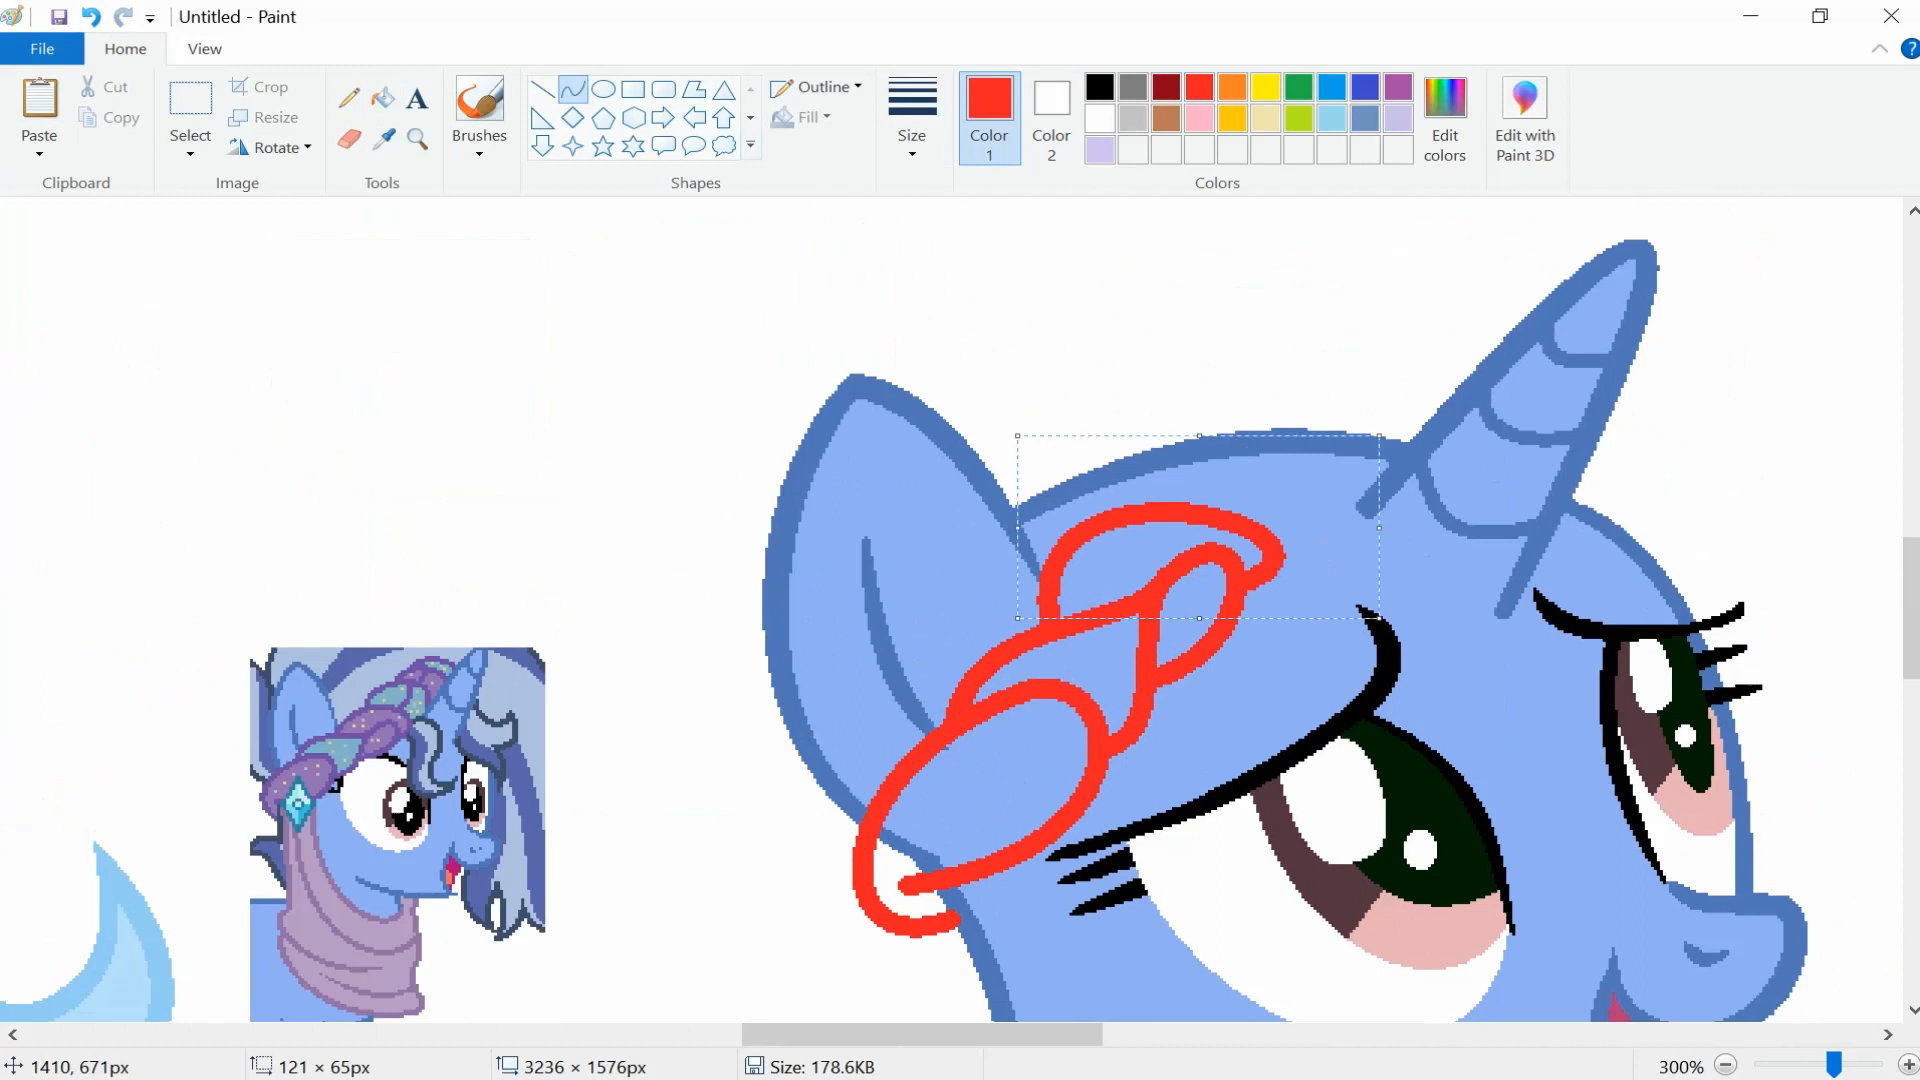 Untitled - Paint
File
Home
View
Paste
Cut
Copy
Clipboard
Select
Crop
Resize
Rotate
Image
Tools
Brushes
Outline
Fill
Shapes
Size
Color
1
Color
2
Colors
Edit
colors
Edit with
Paint 3D
?
1410, 671px
121 × 65px
3236 × 1576px
Size: 178.6KB
300%